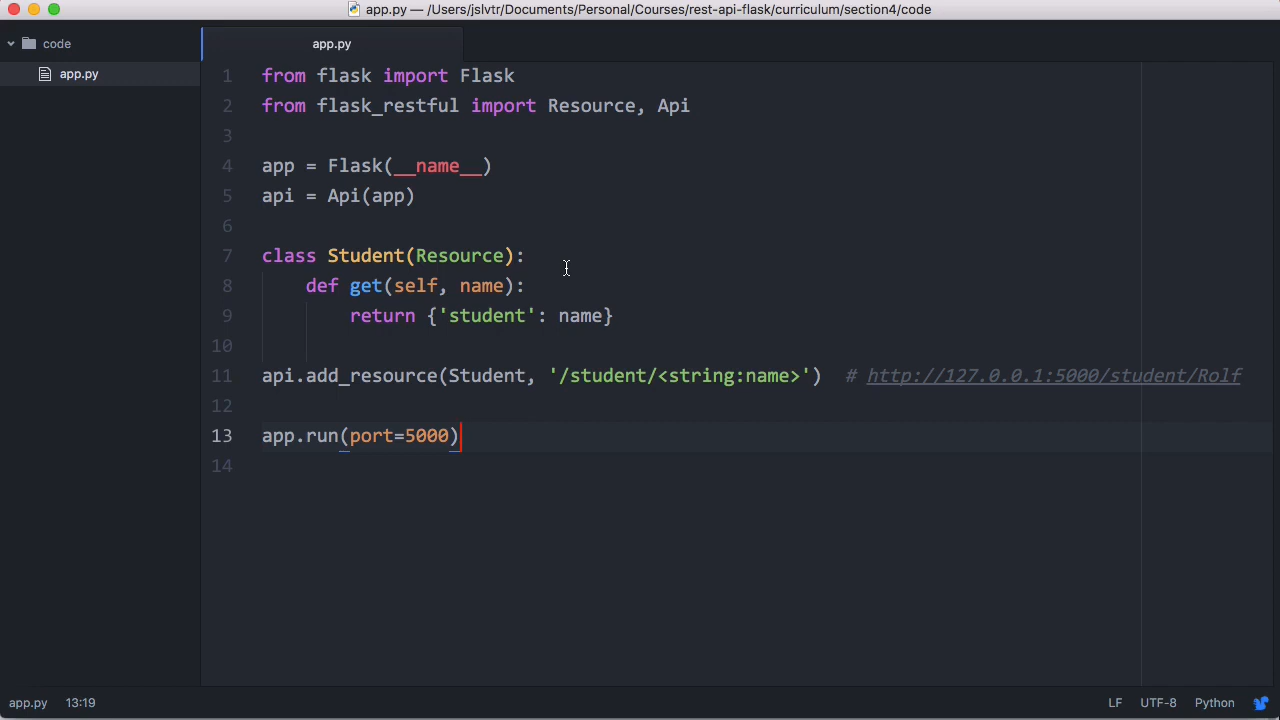 app.py — /Users/jslvtr/Documents/Personal/Courses/rest-api-flask/curriculum/section4/code
code
app.py
app.py
1 from flask import Flask
2 from flask_restful import Resource, Api
3
4 app = Flask(__name__)
5 api = Api(app)
6
7 class Student(Resource):
8     def get(self, name):
9         return {'student': name}
10
11 api.add_resource(Student, '/student/<string:name>')  # http://127.0.0.1:5000/student/Rolf
12
13 app.run(port=5000)
14
app.py 13:19 LF UTF-8 Python